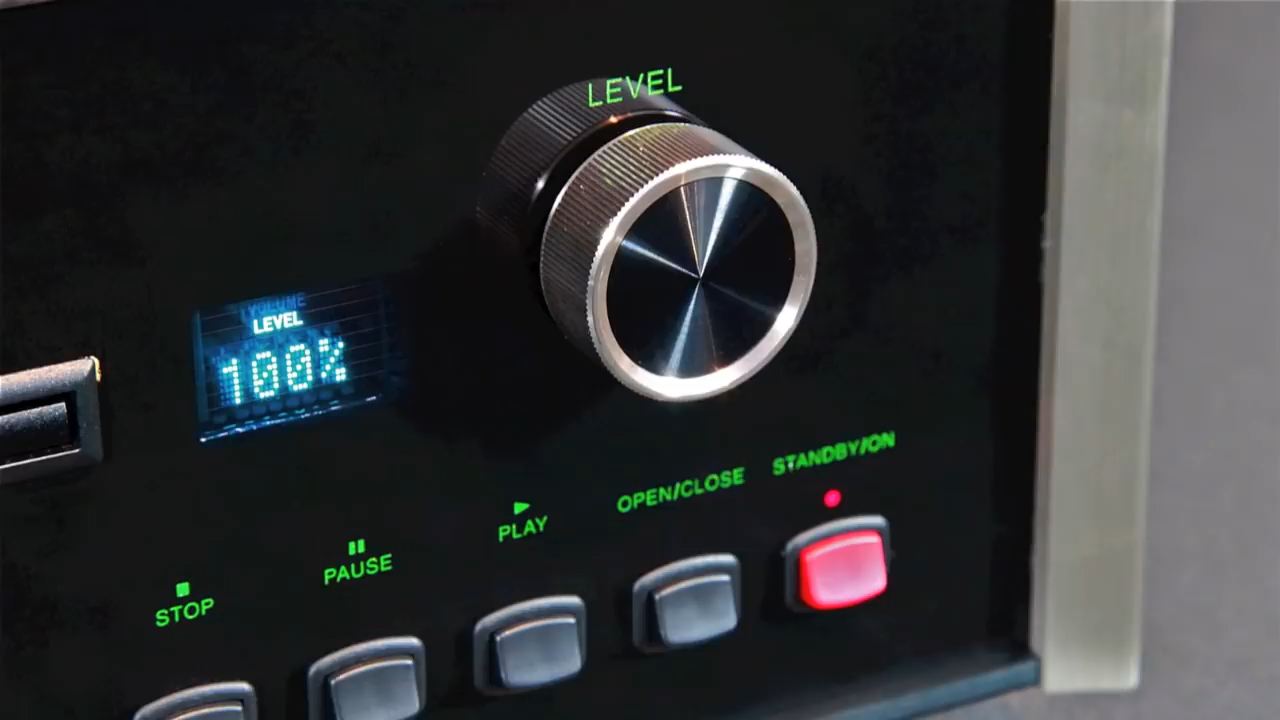 LEVEL
VOLUME
LEVEL
100%
STANDBY/ON
OPEN/CLOSE
PLAY
PAUSE
STOP